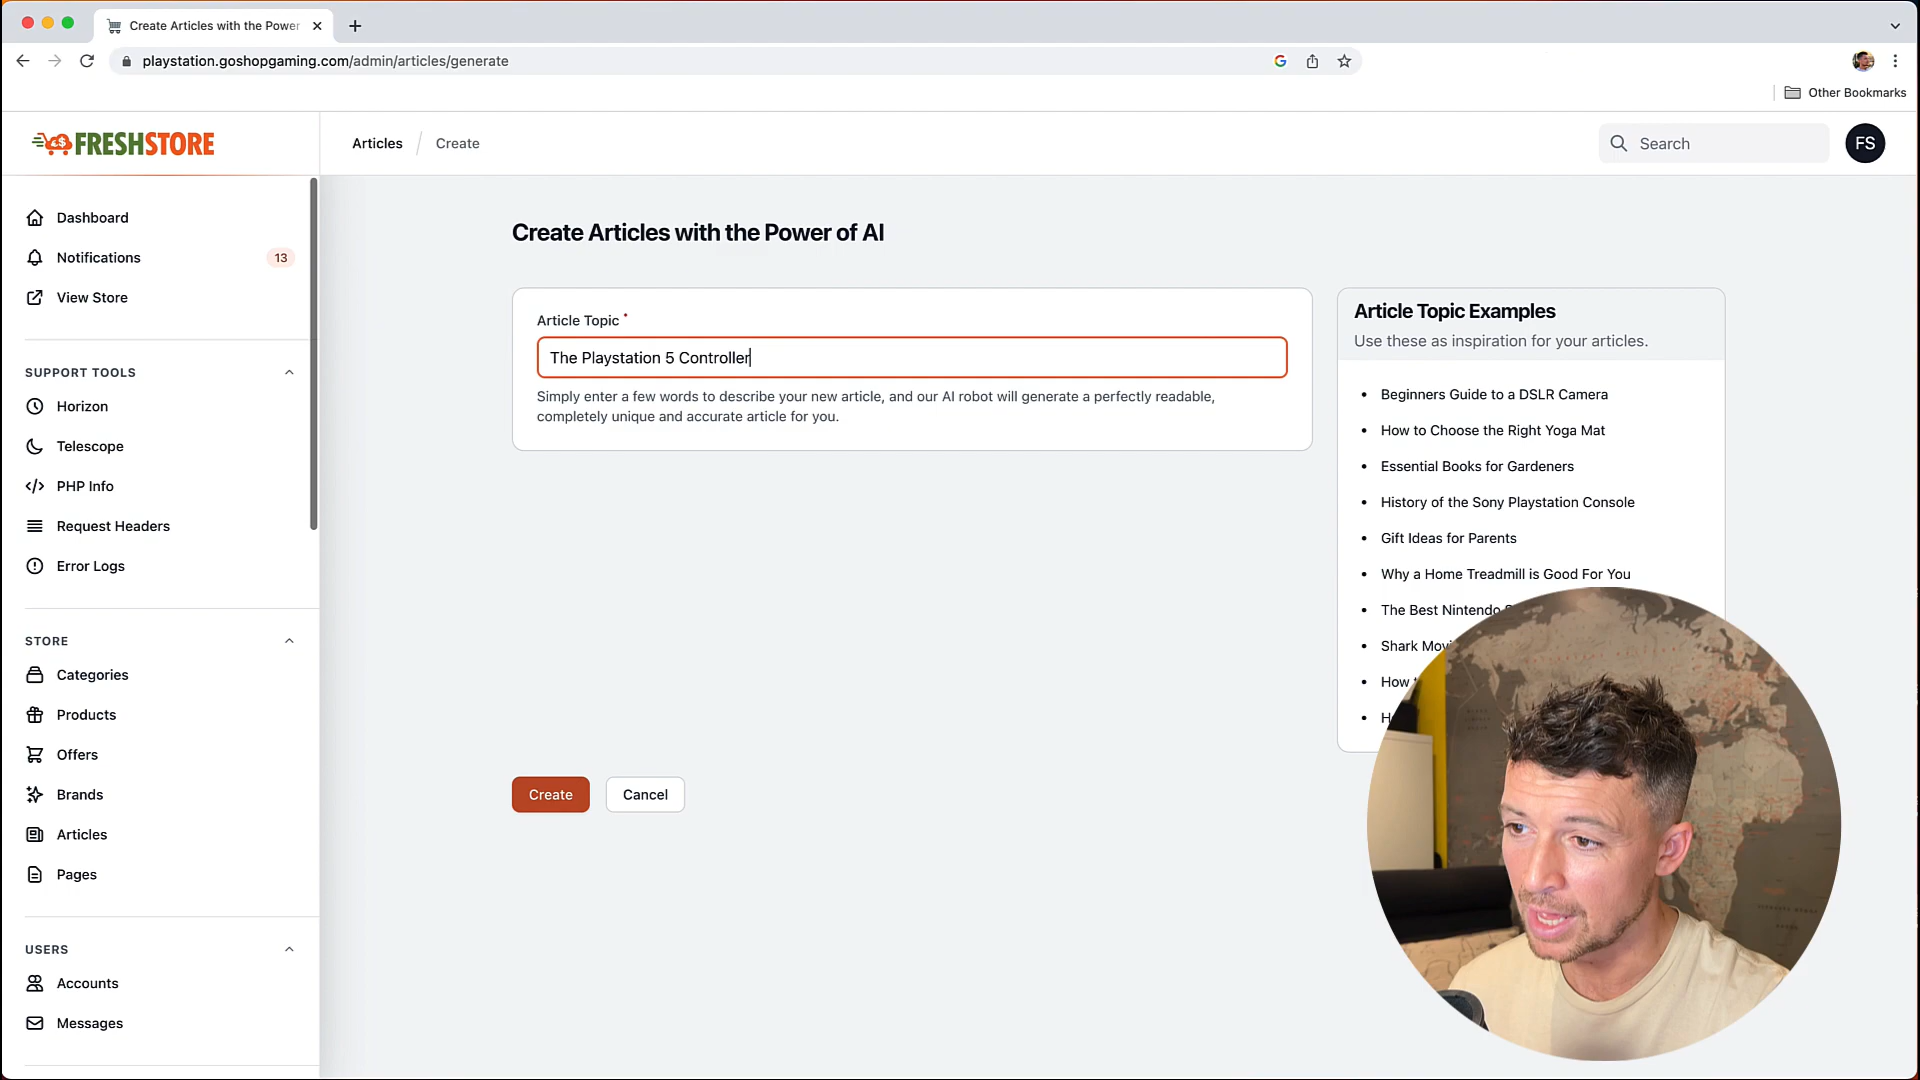 Create Articles with the Power
playstation.goshopgaming.com/admin/articles/generate
Other Bookmarks
FRESHSTORE
Articles / Create
Search
FS
Dashboard
Notifications 13
View Store
SUPPORT TOOLS
Horizon
Telescope
PHP Info
Request Headers
Error Logs
STORE
Categories
Products
Offers
Brands
Articles
Pages
USERS
Accounts
Messages
Create Articles with the Power of AI
Article Topic *
The Playstation 5 Controller
Simply enter a few words to describe your new article, and our AI robot will generate a perfectly readable,
completely unique and accurate article for you.
Create Cancel
Article Topic Examples
Use these as inspiration for your articles.
• Beginners Guide to a DSLR Camera
• How to Choose the Right Yoga Mat
• Essential Books for Gardeners
• History of the Sony Playstation Console
• Gift Ideas for Parents
• Why a Home Treadmill is Good For You
• The Best Nintendo
• Shark
• How